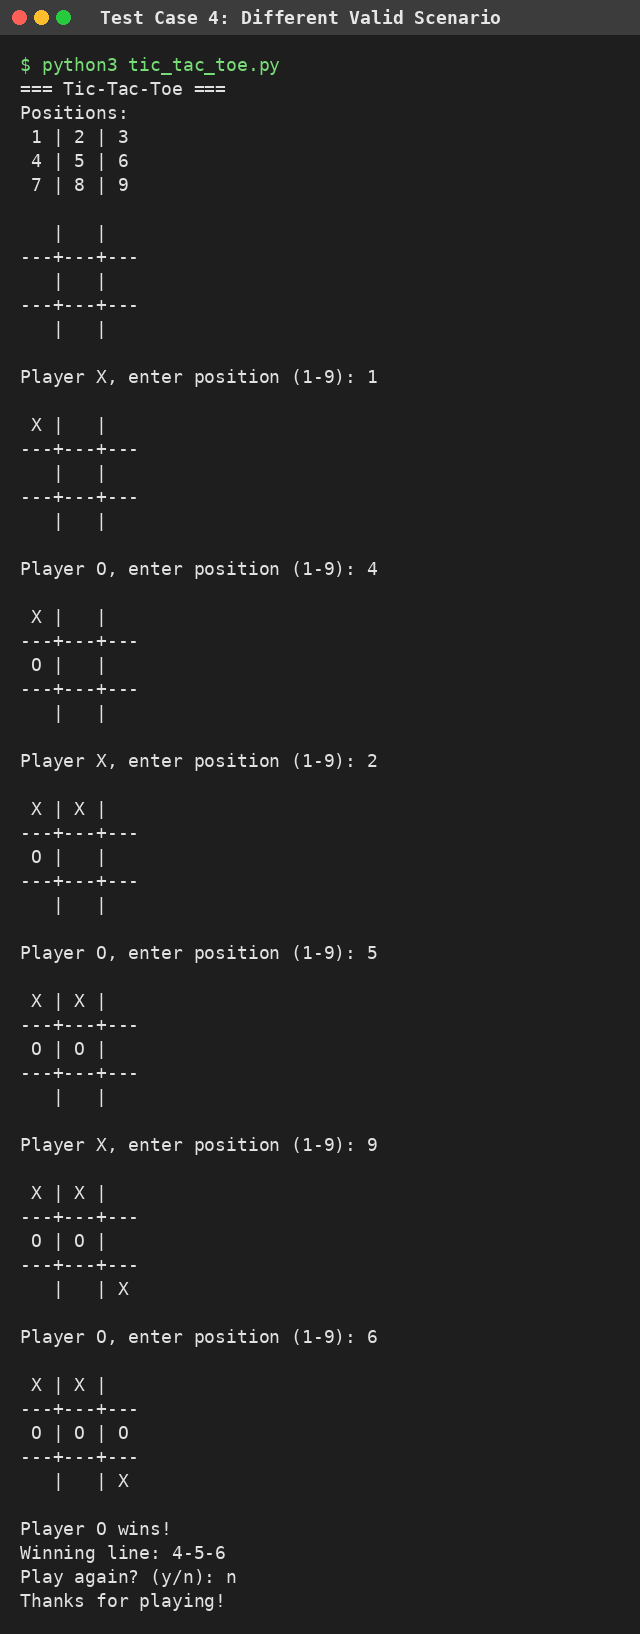 Test Case 4: Different Valid Scenario
$ python3 tic_tac_toe.py
=== Tic-Tac-Toe ===
Positions:
 1 | 2 | 3
 4 | 5 | 6
 7 | 8 | 9

   |   |
---+---+---
   |   |
---+---+---
   |   |

Player X, enter position (1-9): 1

 X |   |
---+---+---
   |   |
---+---+---
   |   |

Player O, enter position (1-9): 4

 X |   |
---+---+---
 O |   |
---+---+---
   |   |

Player X, enter position (1-9): 2

 X | X |
---+---+---
 O |   |
---+---+---
   |   |

Player O, enter position (1-9): 5

 X | X |
---+---+---
 O | O |
---+---+---
   |   |

Player X, enter position (1-9): 9

 X | X |
---+---+---
 O | O |
---+---+---
   |   | X

Player O, enter position (1-9): 6

 X | X |
---+---+---
 O | O | O
---+---+---
   |   | X

Player O wins!
Winning line: 4-5-6
Play again? (y/n): n
Thanks for playing!